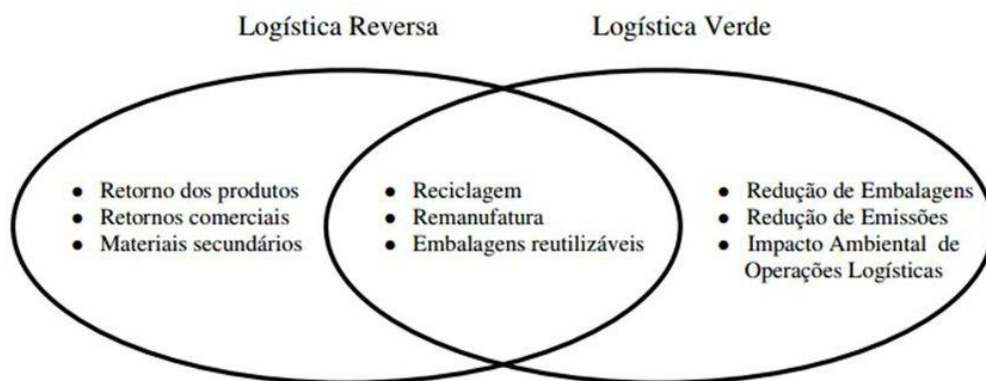 Logística Reversa
Logística Verde
● Retorno dos produtos
● Retornos comerciais
● Materiais secundários
● Reciclagem
● Remanufatura
● Embalagens reutilizáveis
● Redução de Embalagens
● Redução de Emissões
● Impacto Ambiental de
Operações Logísticas